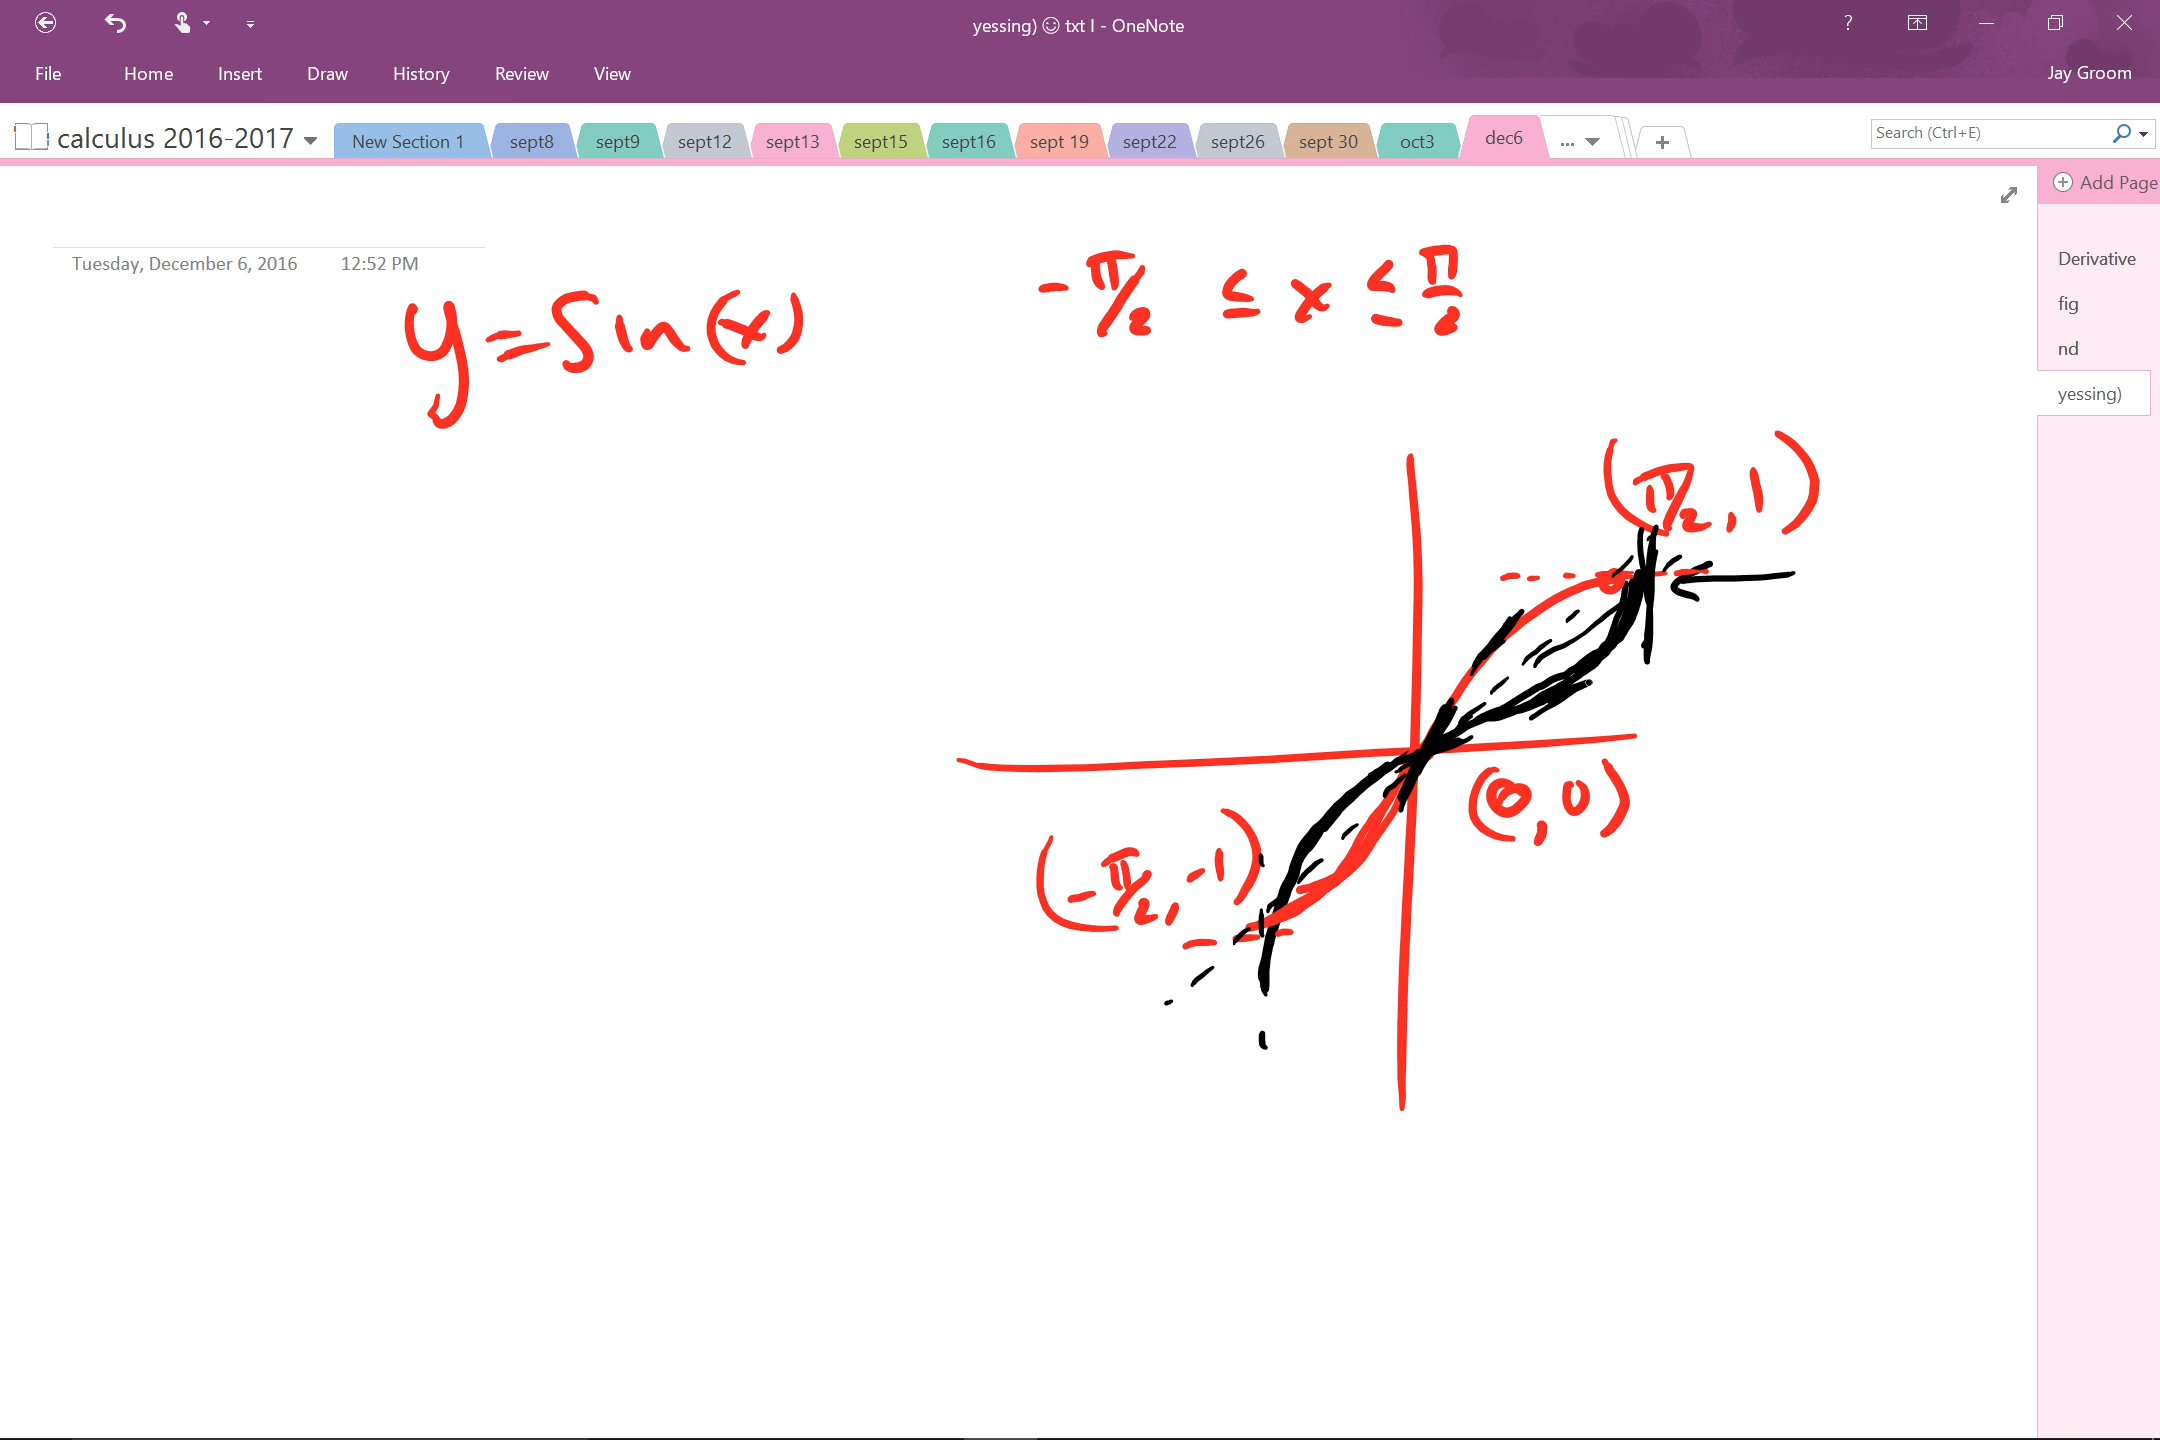 yessing) ☺ txt I - OneNote
?
File Home Insert Draw History Review View
Jay Groom
calculus 2016-2017
New Section 1 sept8 sept9 sept12 sept13 sept15 sept16 sept 19 sept22 sept26 sept 30 oct3 dec6 ...
Search (Ctrl+E)
Add Page
Derivative
fig
nd
yessing)
Tuesday, December 6, 2016 12:52 PM
y=Sin(x)
-π/2 ≤ x ≤ π/2
(π/2, 1)
(0, 0)
(-π/2, -1)